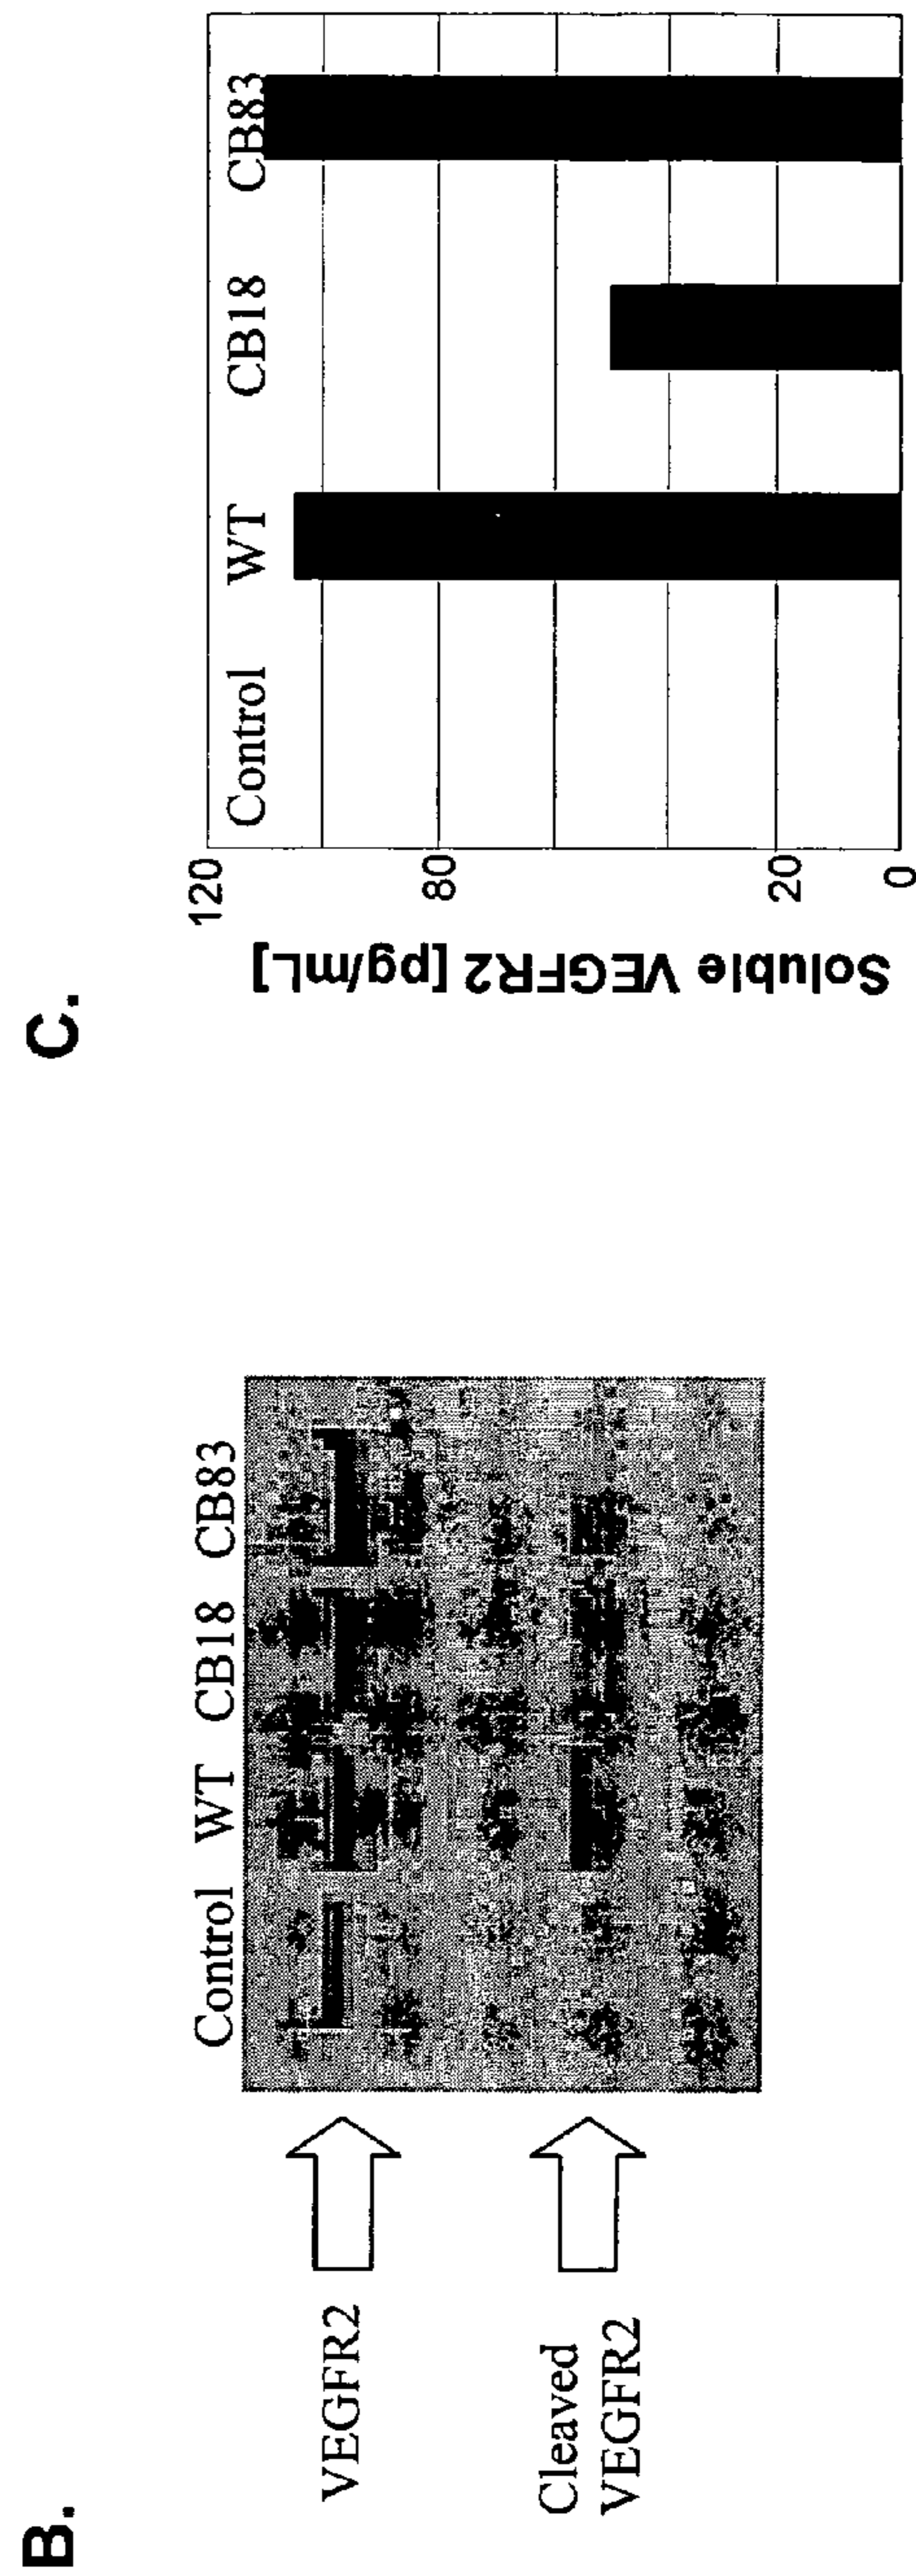 B.
Control WT CB18 CB83
VEGFR2
Cleaved
VEGFR2
C.
Soluble VEGFR2 [pg/mL]
120
80
20
0
Control WT CB18 CB83